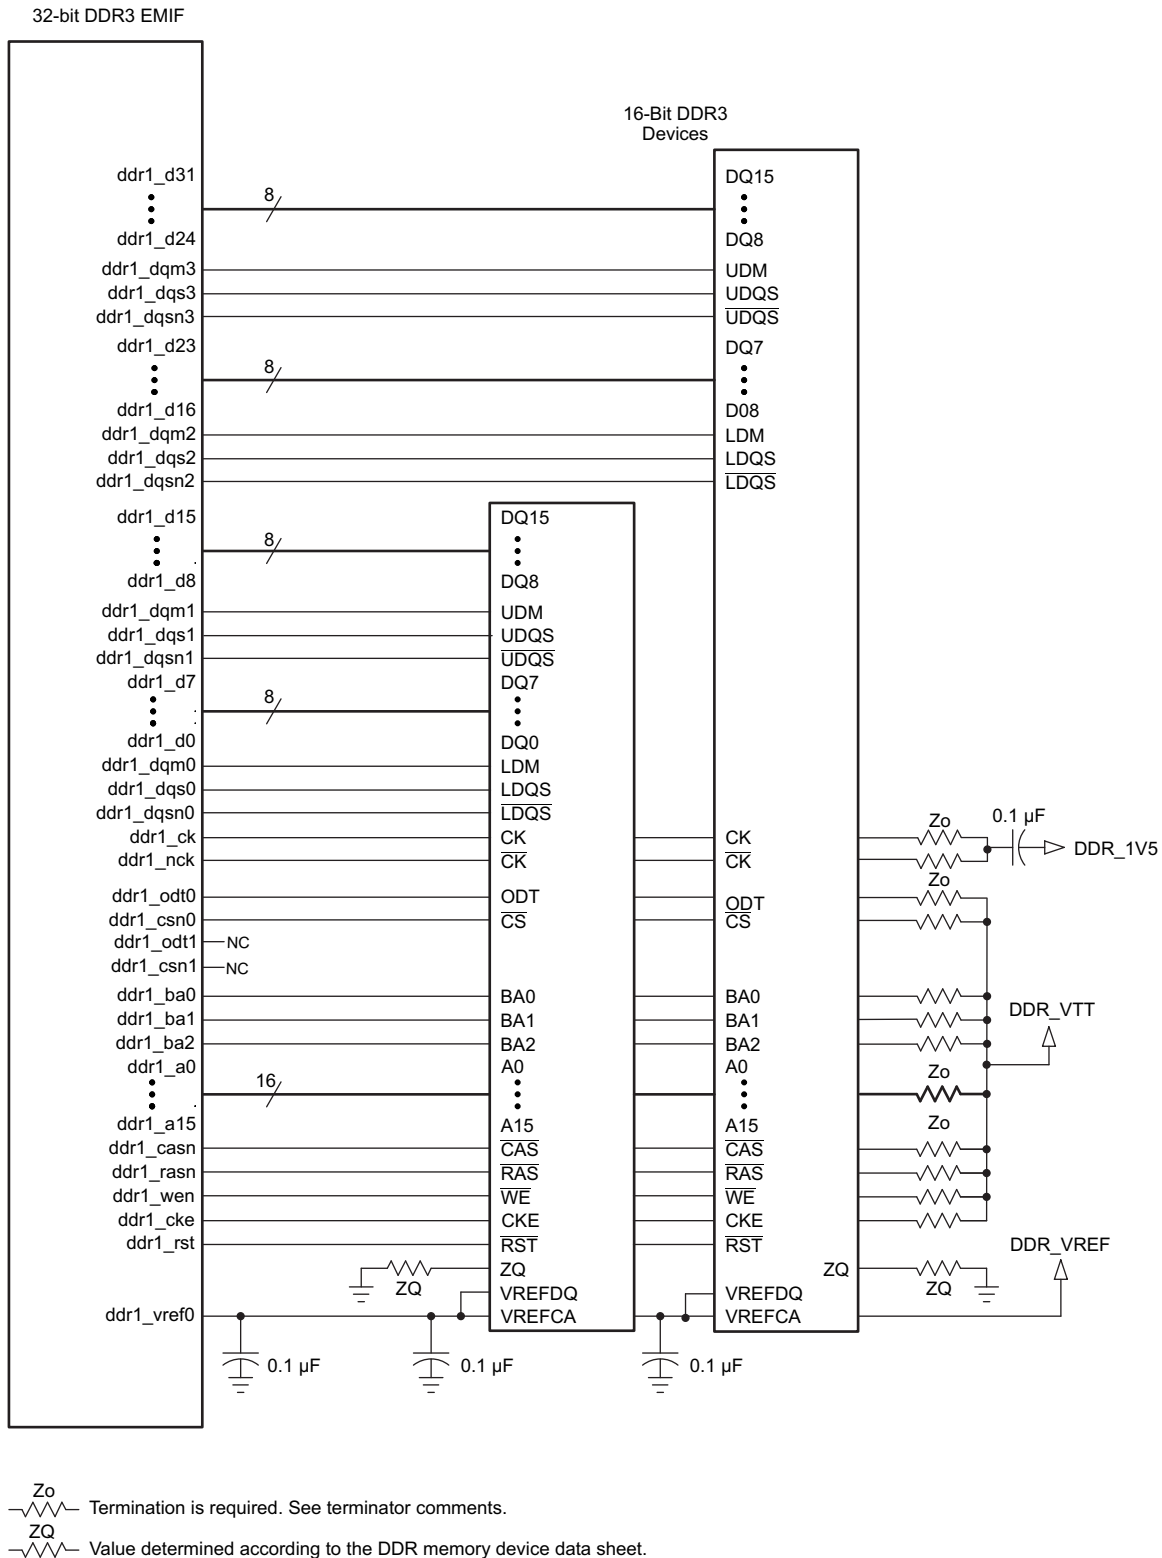 32-bit DDR3 EMIF
16-Bit DDR3
Devices
ddr1_d31
8
DQ15
ddr1_d24
DQ8
ddr1_dqm3
UDM
ddr1_dqs3
UDQS
ddr1_dqsn3
UDQS
ddr1_d23
8
DQ7
ddr1_d16
D08
ddr1_dqm2
LDM
ddr1_dqs2
LDQS
ddr1_dqsn2
LDQS
ddr1_d15
8
DQ15
ddr1_d8
DQ8
ddr1_dqm1
UDM
ddr1_dqs1
UDQS
ddr1_dqsn1
UDQS
ddr1_d7
8
DQ7
ddr1_d0
DQ0
ddr1_dqm0
LDM
ddr1_dqs0
LDQS
ddr1_dqsn0
LDQS
ddr1_ck
CK
CK
Zo
0.1 µF
DDR_1V5
ddr1_nck
CK
CK
Zo
ddr1_odt0
ODT
ODT
ddr1_csn0
CS
CS
ddr1_odt1
NC
ddr1_csn1
NC
ddr1_ba0
BA0
BA0
ddr1_ba1
BA1
BA1
DDR_VTT
ddr1_ba2
BA2
BA2
ddr1_a0
16
A0
A0
Zo
ddr1_a15
A15
A15
Zo
ddr1_casn
CAS
CAS
ddr1_rasn
RAS
RAS
ddr1_wen
WE
WE
ddr1_cke
CKE
CKE
ddr1_rst
RST
RST
DDR_VREF
ZQ
ZQ
ZQ
ZQ
VREFDQ
VREFDQ
ddr1_vref0
VREFCA
VREFCA
0.1 µF
0.1 µF
0.1 µF
Zo
Termination is required. See terminator comments.
ZQ
Value determined according to the DDR memory device data sheet.